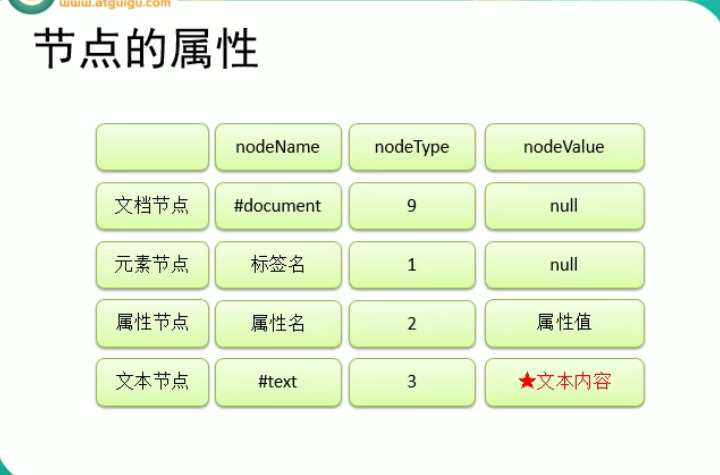 www.atguigu.com
节点的属性
nodeName nodeType nodeValue
文档节点 #document 9 null
元素节点 标签名 1 null
属性节点 属性名 2 属性值
文本节点 #text 3 ★文本内容